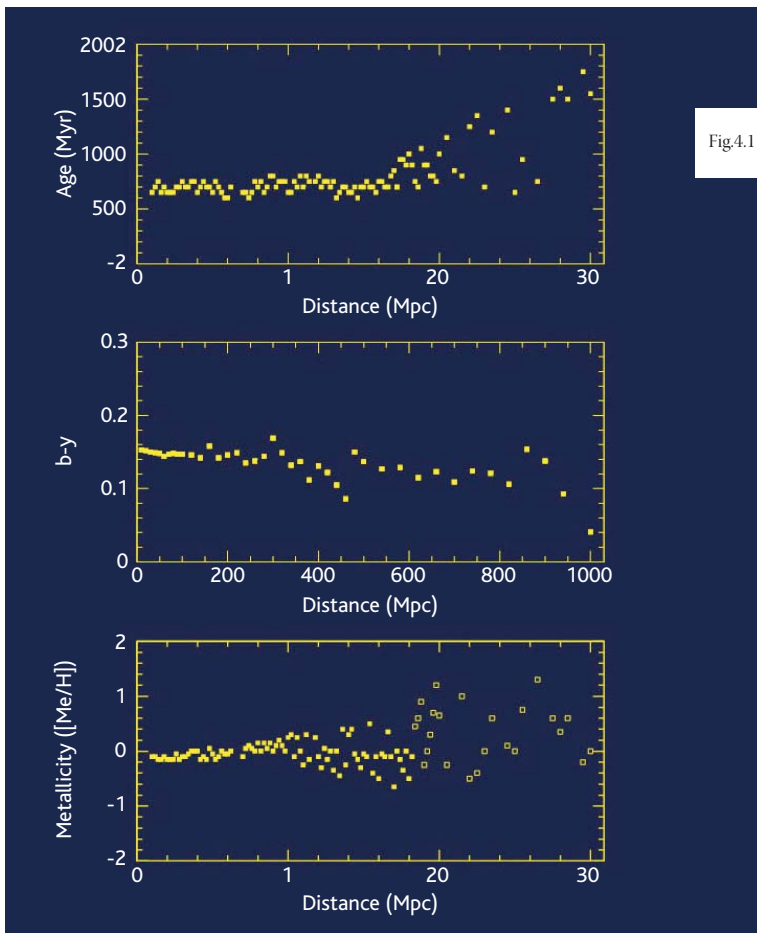 2002
1500
1000
500
-2
Age (Myr)
0 1 20 30
Distance (Mpc)
Fig.4.1
0.3
0.2
0.1
0
b-y
0 200 400 600 800 1000
Distance (Mpc)
2
1
0
-1
-2
Metallicity ([Me/H])
0 1 20 30
Distance (Mpc)